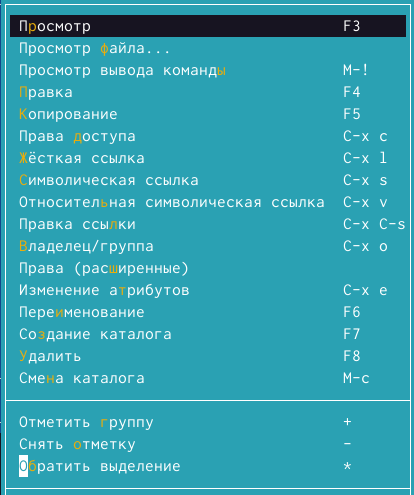 Просмотр F3
Просмотр файла...
Просмотр вывода команды M-!
Правка F4
Копирование F5
Права доступа C-x c
Жёсткая ссылка C-x l
Символическая ссылка C-x s
Относительная символическая ссылка C-x v
Правка ссылки C-x C-s
Владелец/группа C-x o
Права (расширенные)
Изменение атрибутов C-x e
Переименование F6
Создание каталога F7
Удалить F8
Смена каталога M-c
Отметить группу +
Снять отметку -
Обратить выделение *